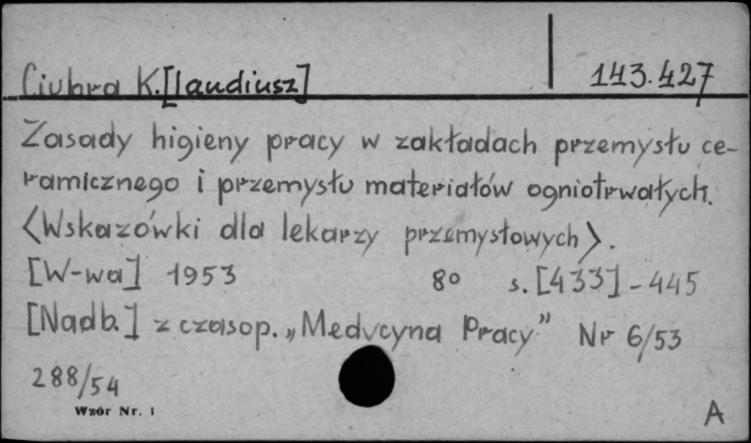 Ciubra K.[laudiusz] 143.427
Zasady higieny pracy w zakładach przemysłu ce-
ramicznego i przemysłu materiałów ogniotrwałych.
<Wskazówki dla lekarzy przemysłowych>.
[W-wa] 1953 8° s. [433] - 445
[Nadb.] z czasop. „Medycyna Pracy” Nr 6/53
288/54
Wzór Nr. 1
A